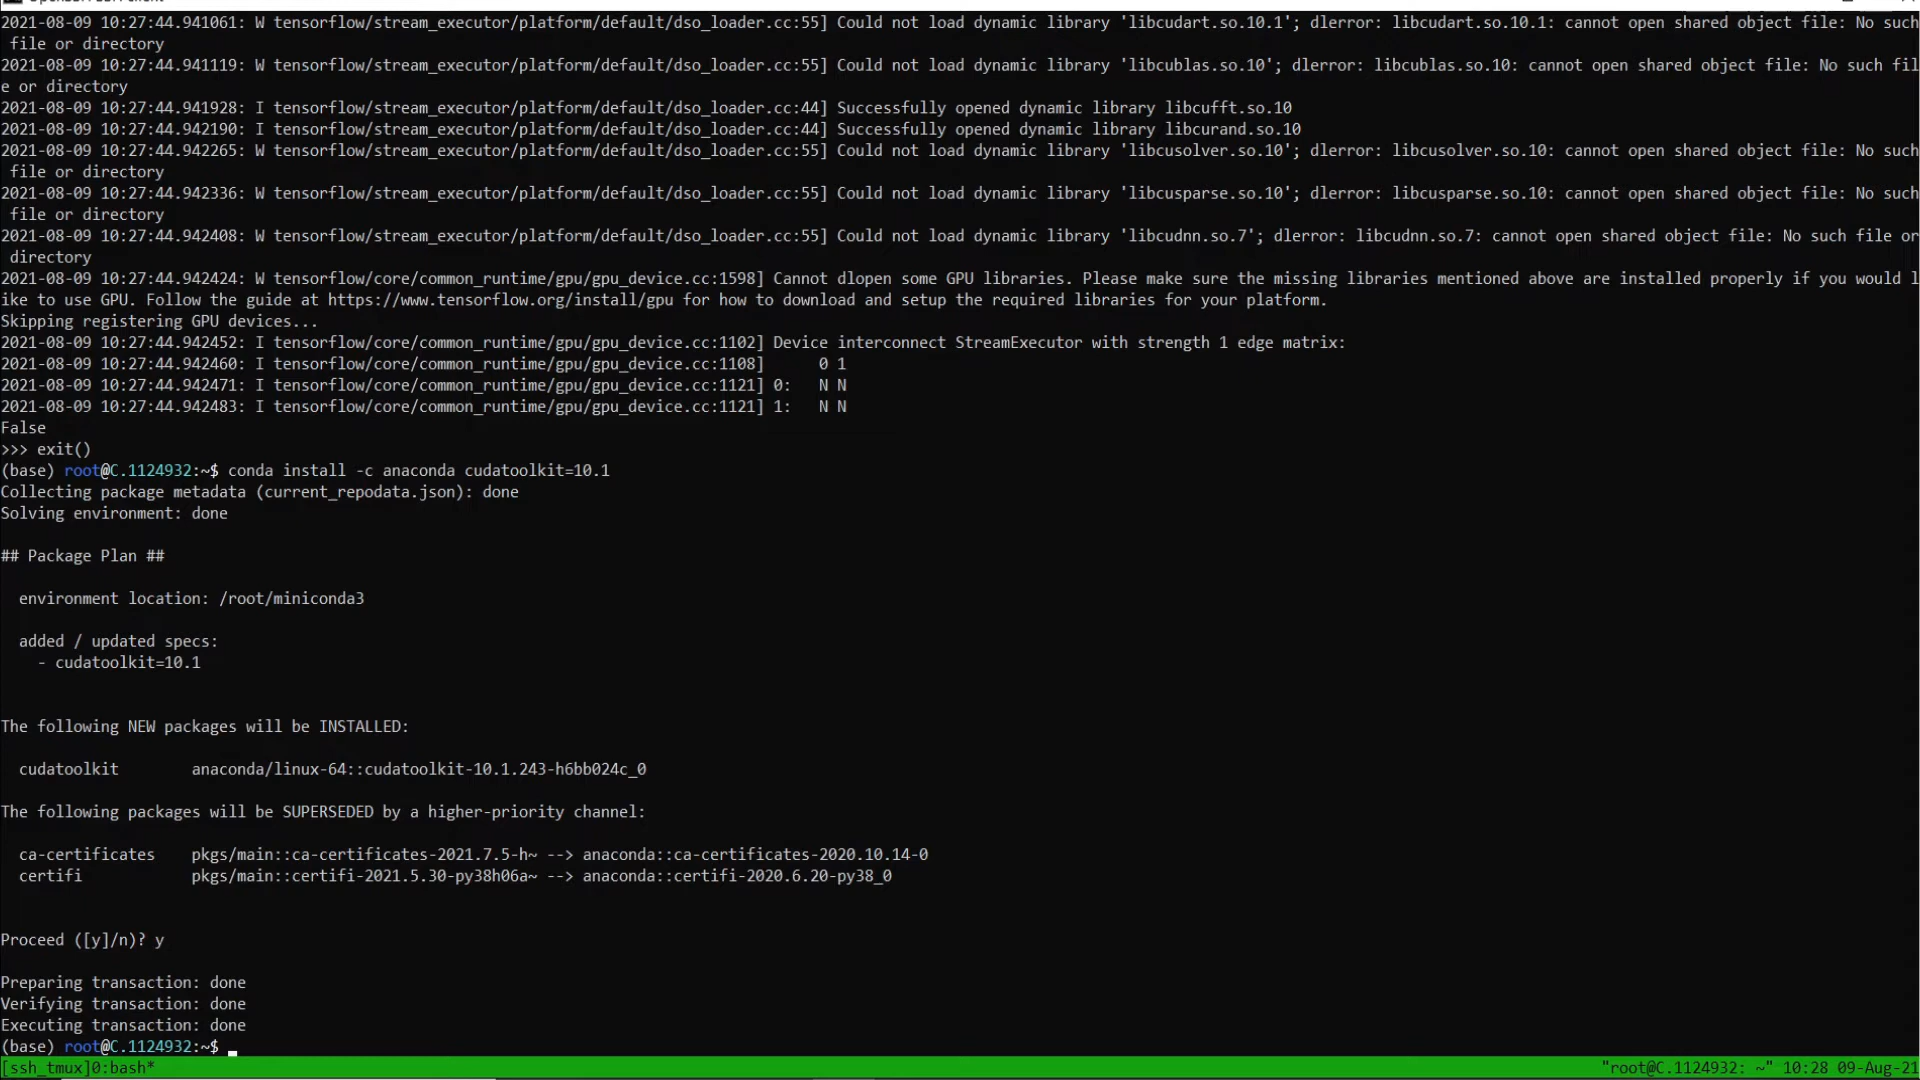 2021-08-09 10:27:44.941061: W tensorflow/stream_executor/platform/default/dso_loader.cc:55] Could not load dynamic library 'libcudart.so.10.1'; dlerror: libcudart.so.10.1: cannot open shared object file: No such
 file or directory
2021-08-09 10:27:44.941119: W tensorflow/stream_executor/platform/default/dso_loader.cc:55] Could not load dynamic library 'libcublas.so.10'; dlerror: libcublas.so.10: cannot open shared object file: No such fil
e or directory
2021-08-09 10:27:44.941928: I tensorflow/stream_executor/platform/default/dso_loader.cc:44] Successfully opened dynamic library libcufft.so.10
2021-08-09 10:27:44.942190: I tensorflow/stream_executor/platform/default/dso_loader.cc:44] Successfully opened dynamic library libcurand.so.10
2021-08-09 10:27:44.942265: W tensorflow/stream_executor/platform/default/dso_loader.cc:55] Could not load dynamic library 'libcusolver.so.10'; dlerror: libcusolver.so.10: cannot open shared object file: No such
 file or directory
2021-08-09 10:27:44.942336: W tensorflow/stream_executor/platform/default/dso_loader.cc:55] Could not load dynamic library 'libcusparse.so.10'; dlerror: libcusparse.so.10: cannot open shared object file: No such
 file or directory
2021-08-09 10:27:44.942408: W tensorflow/stream_executor/platform/default/dso_loader.cc:55] Could not load dynamic library 'libcudnn.so.7'; dlerror: libcudnn.so.7: cannot open shared object file: No such file or
 directory
2021-08-09 10:27:44.942424: W tensorflow/core/common_runtime/gpu/gpu_device.cc:1598] Cannot dlopen some GPU libraries. Please make sure the missing libraries mentioned above are installed properly if you would l
ike to use GPU. Follow the guide at https://www.tensorflow.org/install/gpu for how to download and setup the required libraries for your platform.
Skipping registering GPU devices...
2021-08-09 10:27:44.942452: I tensorflow/core/common_runtime/gpu/gpu_device.cc:1102] Device interconnect StreamExecutor with strength 1 edge matrix:
2021-08-09 10:27:44.942460: I tensorflow/core/common_runtime/gpu/gpu_device.cc:1108]      0 1
2021-08-09 10:27:44.942471: I tensorflow/core/common_runtime/gpu/gpu_device.cc:1121] 0:   N N
2021-08-09 10:27:44.942483: I tensorflow/core/common_runtime/gpu/gpu_device.cc:1121] 1:   N N
False
>>> exit()
(base) root@C.1124932:~$ conda install -c anaconda cudatoolkit=10.1
Collecting package metadata (current_repodata.json): done
Solving environment: done
## Package Plan ##
  environment location: /root/miniconda3
  added / updated specs:
    - cudatoolkit=10.1
The following NEW packages will be INSTALLED:
  cudatoolkit        anaconda/linux-64::cudatoolkit-10.1.243-h6bb024c_0
The following packages will be SUPERSEDED by a higher-priority channel:
  ca-certificates    pkgs/main::ca-certificates-2021.7.5-h~ --> anaconda::ca-certificates-2020.10.14-0
  certifi            pkgs/main::certifi-2021.5.30-py38h06a~ --> anaconda::certifi-2020.6.20-py38_0
Proceed ([y]/n)? y
Preparing transaction: done
Verifying transaction: done
Executing transaction: done
(base) root@C.1124932:~$
[ssh_tmux]0:bash* "root@C.1124932: ~" 10:28 09-Aug-21